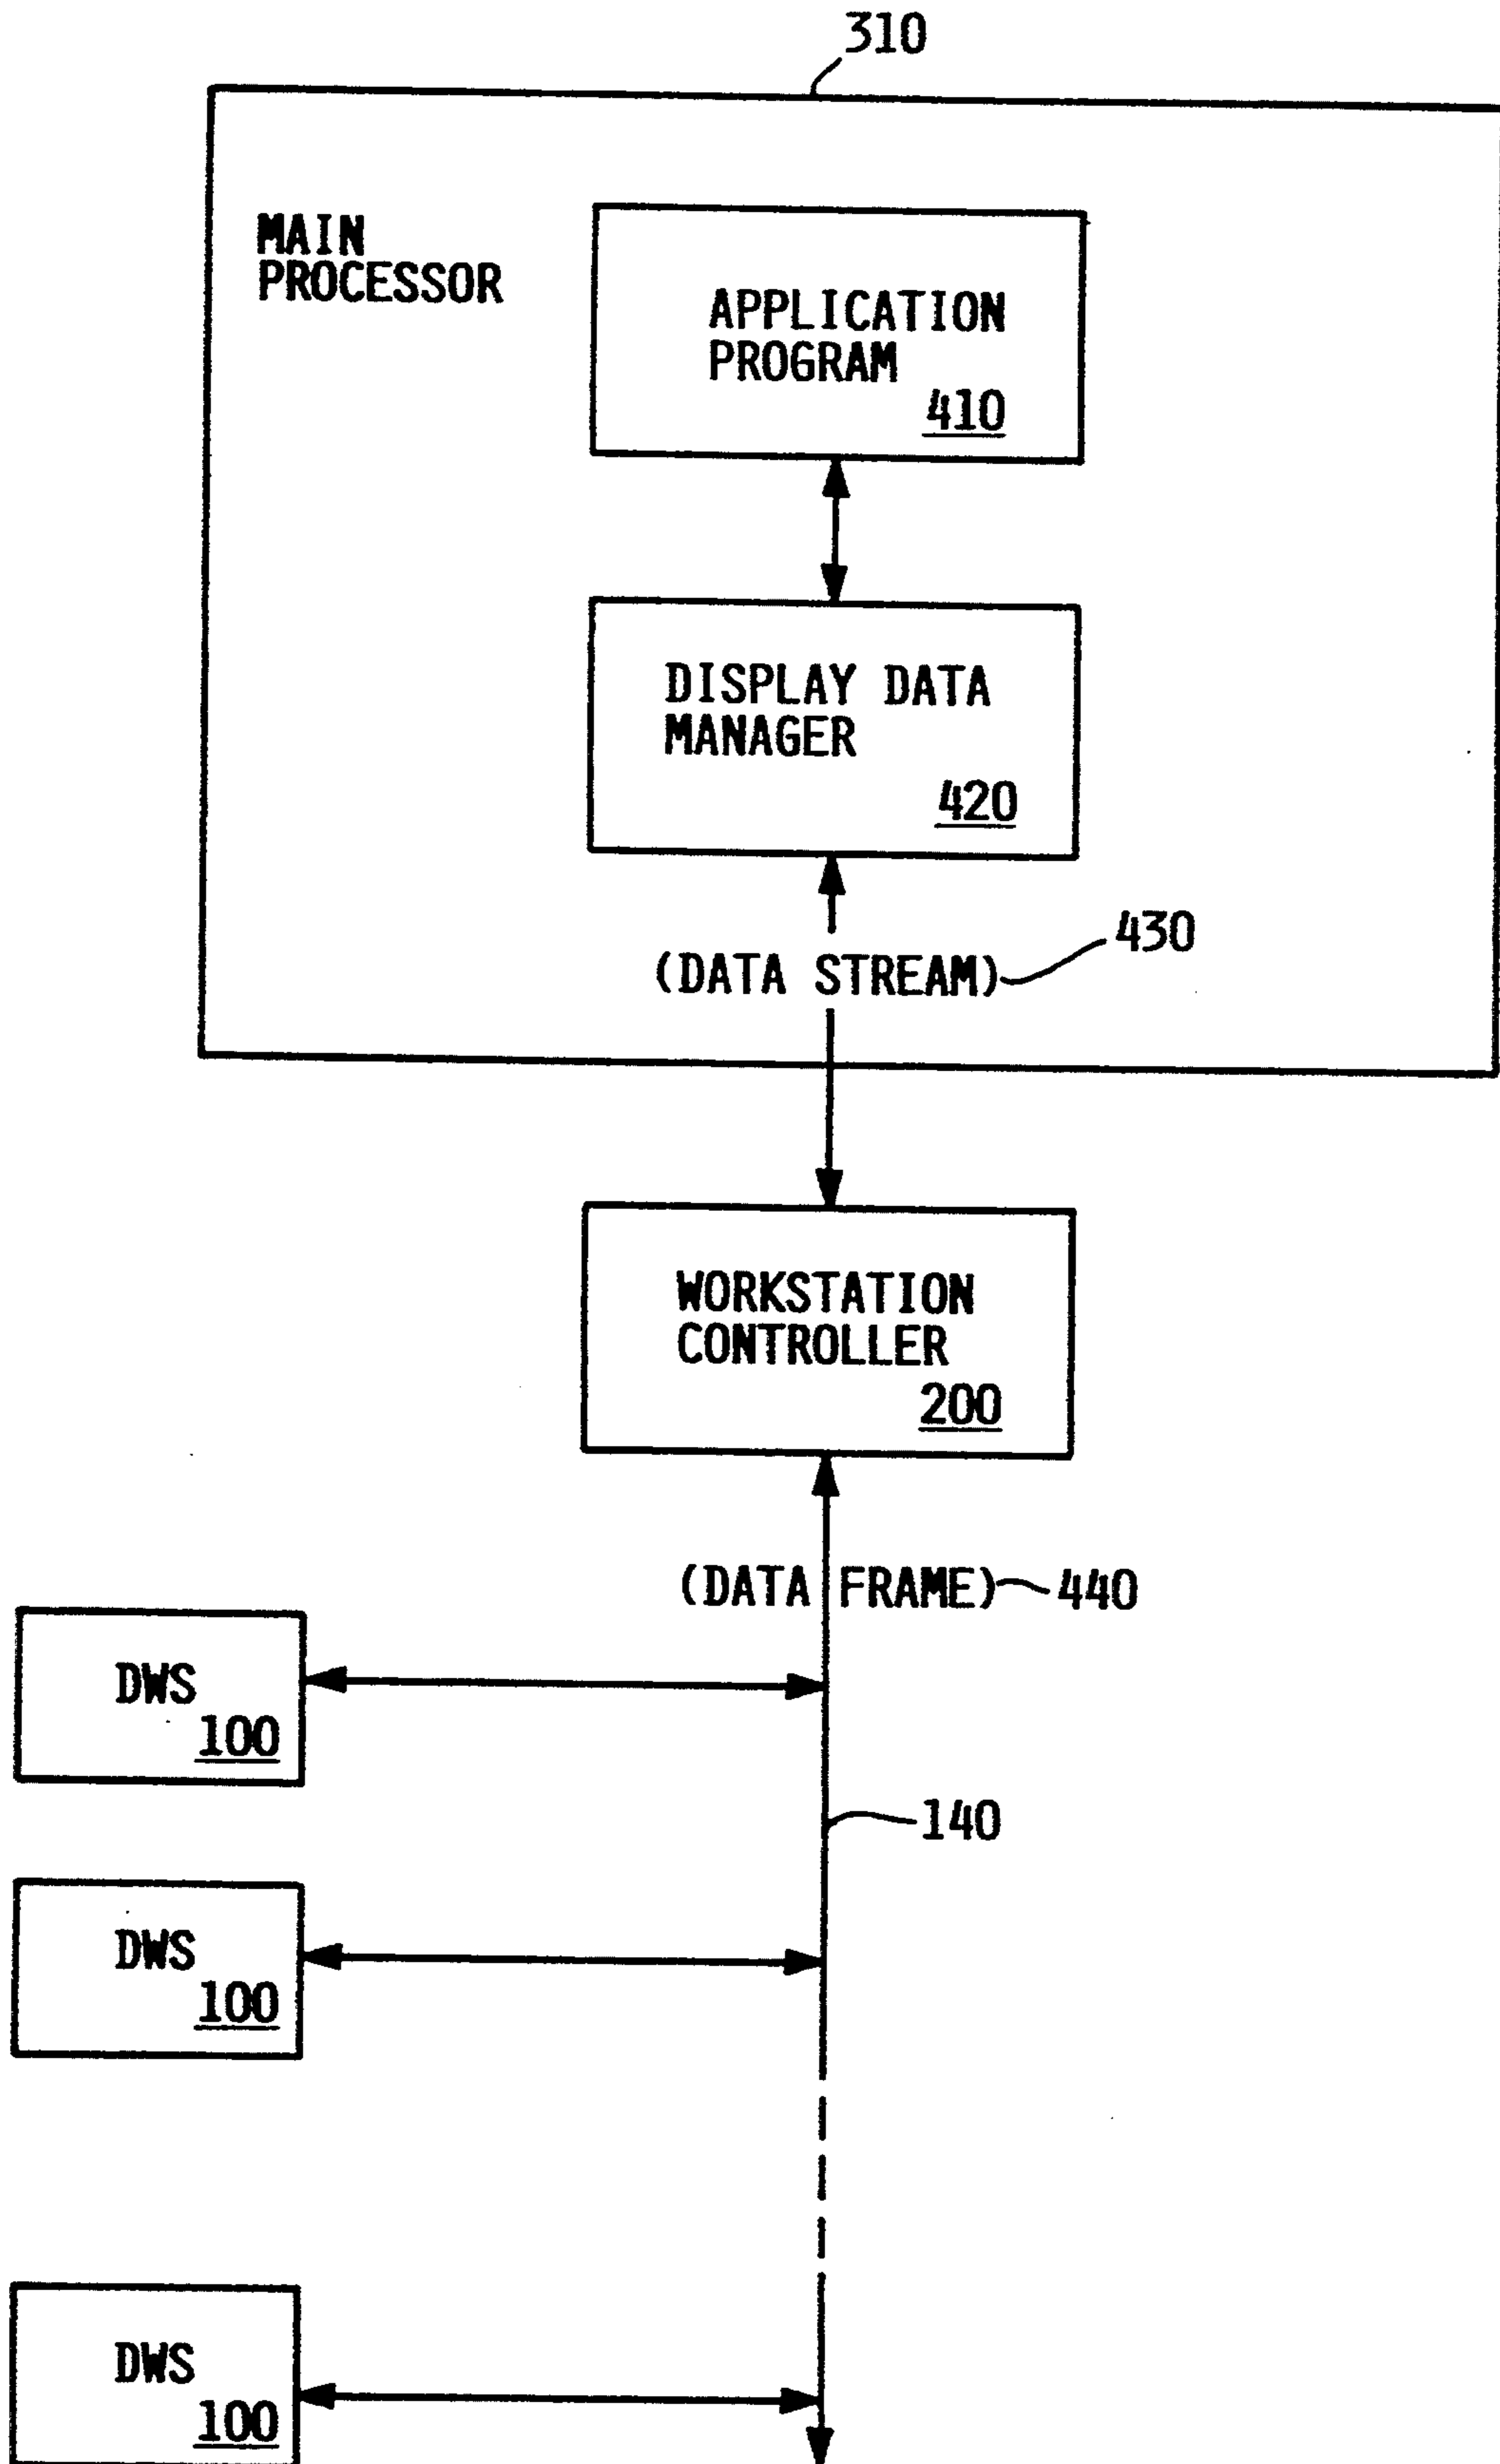 310
MAIN
PROCESSOR
APPLICATION
PROGRAM
410
DISPLAY DATA
MANAGER
420
430
(DATA STREAM)
WORKSTATION
CONTROLLER
200
(DATA FRAME)
440
DWS
100
140
DWS
100
DWS
100